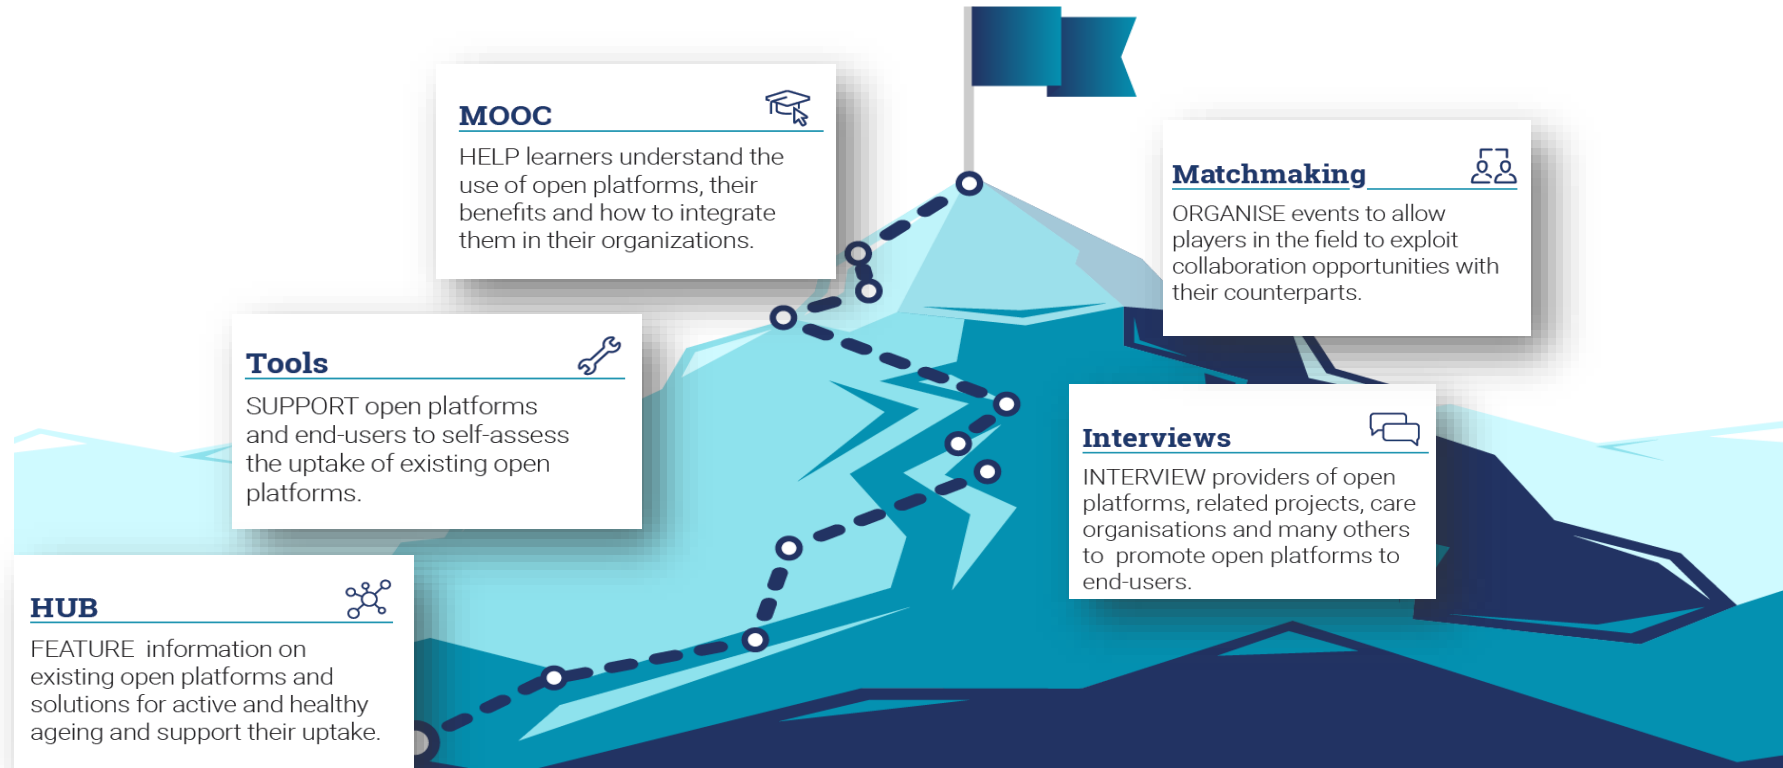 MOOC
HELP learners understand the
use of open platforms, their
benefits and how to integrate
them in their organizations.
Matchmaking
ORGANISE events to allow
players in the field to exploit
collaboration opportunities with
their counterparts.
Tools
SUPPORT open platforms
and end-users to self-assess
the uptake of existing open
platforms.
Interviews
INTERVIEW providers of open
platforms, related projects, care
organisations and many others
to  promote open platforms to
end-users.
HUB
FEATURE  information on
existing open platforms and
solutions for active and healthy
ageing and support their uptake.